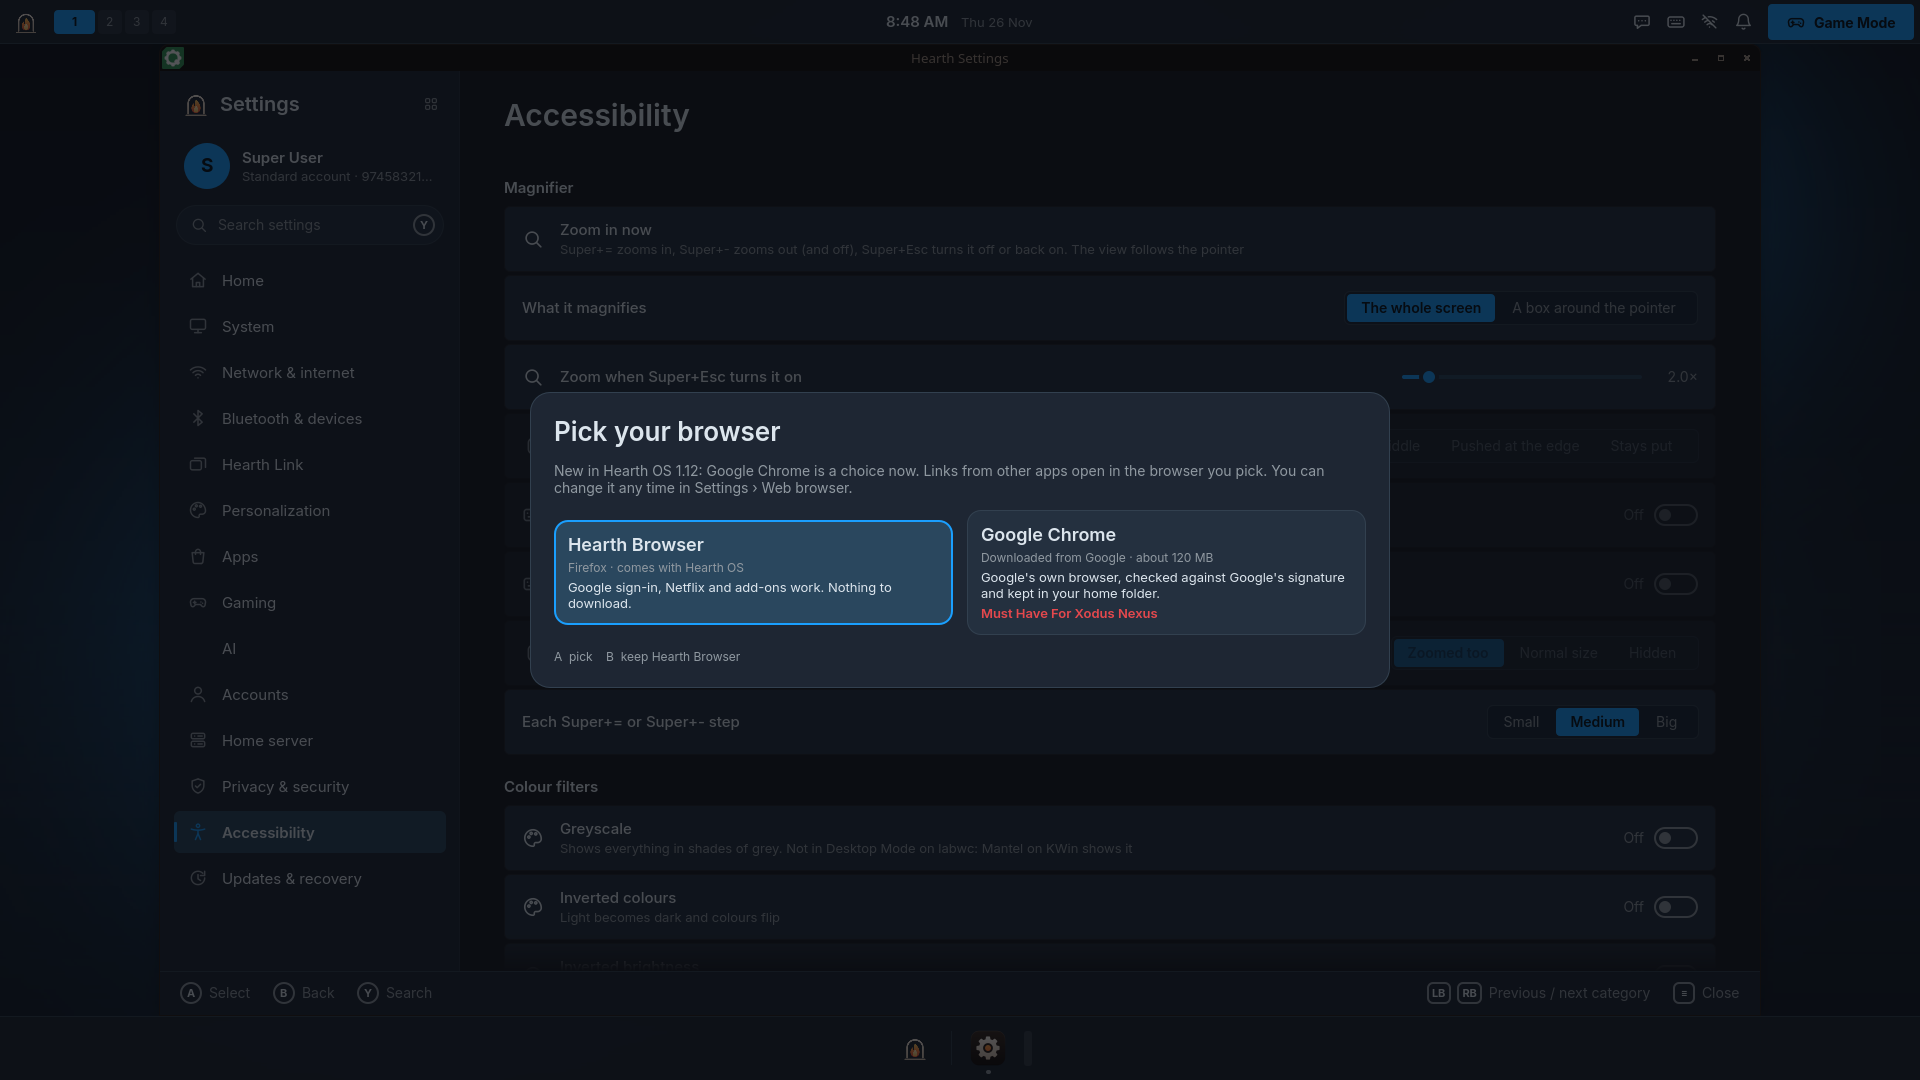 1 2 3 4
8:48 AM Thu 26 Nov
Game Mode
Hearth Settings
Settings
S
Super User
Standard account · 97458321...
Search settings Y
Home
System
Network & internet
Bluetooth & devices
Hearth Link
Personalization
Apps
Gaming
AI
Accounts
Home server
Privacy & security
Accessibility
Updates & recovery
Accessibility
Magnifier
Zoom in now
Super+= zooms in, Super+- zooms out (and off), Super+Esc turns it off or back on. The view follows the pointer
What it magnifies
The whole screen A box around the pointer
Zoom when Super+Esc turns it on
2.0×
Pushed at the edge Stays put
Off
Off
Zoomed too Normal size Hidden
Pick your browser
New in Hearth OS 1.12: Google Chrome is a choice now. Links from other apps open in the browser you pick. You can
change it any time in Settings › Web browser.
Hearth Browser
Firefox · comes with Hearth OS
Google sign-in, Netflix and add-ons work. Nothing to
download.
Google Chrome
Downloaded from Google · about 120 MB
Google's own browser, checked against Google's signature
and kept in your home folder.
Must Have For Xodus Nexus
A pick B keep Hearth Browser
Each Super+= or Super+- step
Small Medium Big
Colour filters
Greyscale
Shows everything in shades of grey. Not in Desktop Mode on labwc: Mantel on KWin shows it
Off
Inverted colours
Light becomes dark and colours flip
Off
Inverted brightness
A Select B Back Y Search
LB RB Previous / next category ≡ Close